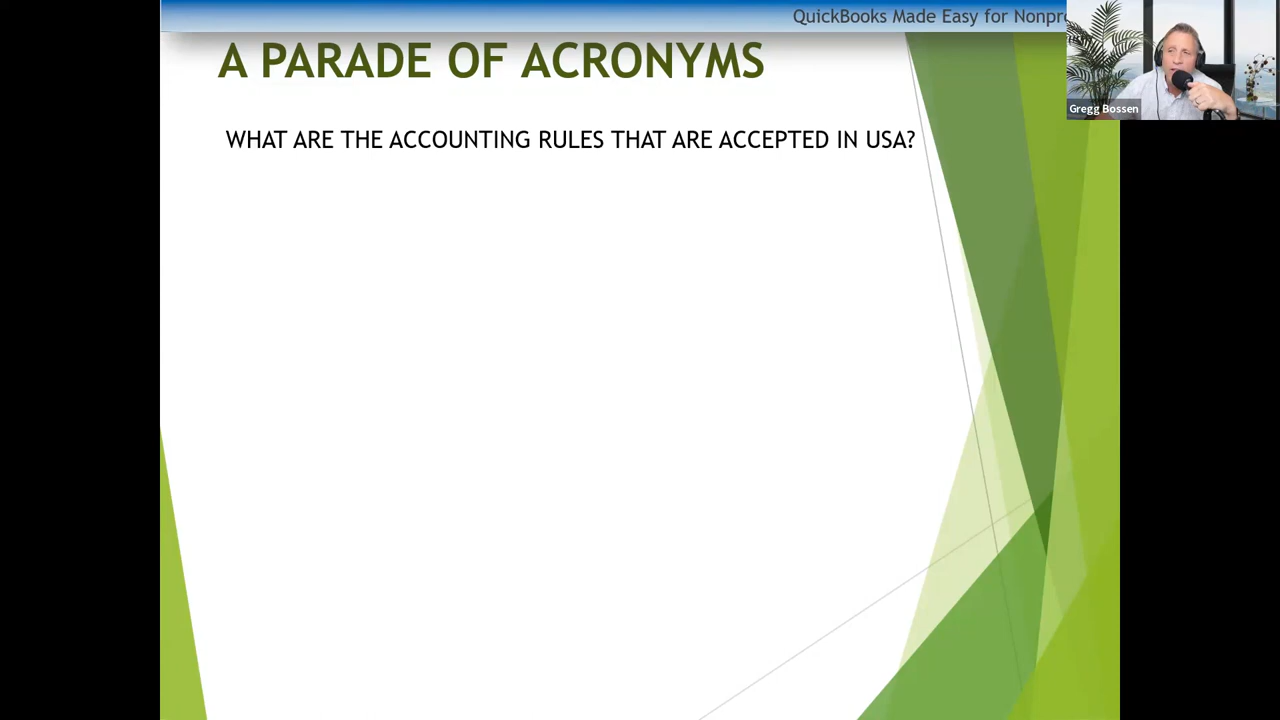 QuickBooks Made Easy for Nonpro
A PARADE OF ACRONYMS
Gregg Bossen
WHAT ARE THE ACCOUNTING RULES THAT ARE ACCEPTED IN USA?